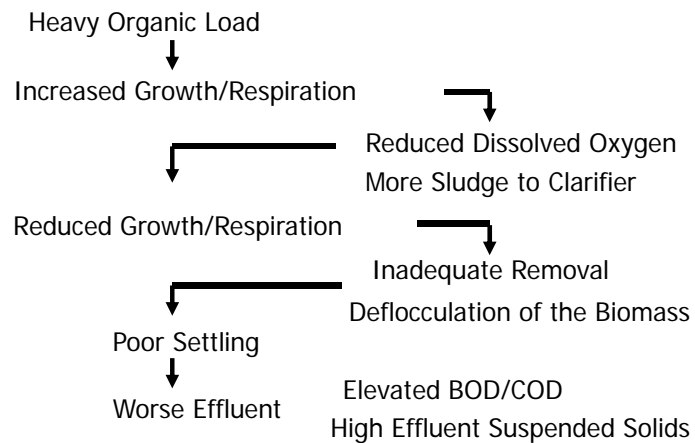 Heavy Organic Load
Increased Growth/Respiration
Reduced Dissolved Oxygen
More Sludge to Clarifier
Reduced Growth/Respiration
Inadequate Removal
Deflocculation of the Biomass
Poor Settling
Elevated BOD/COD
Worse Effluent
High Effluent Suspended Solids